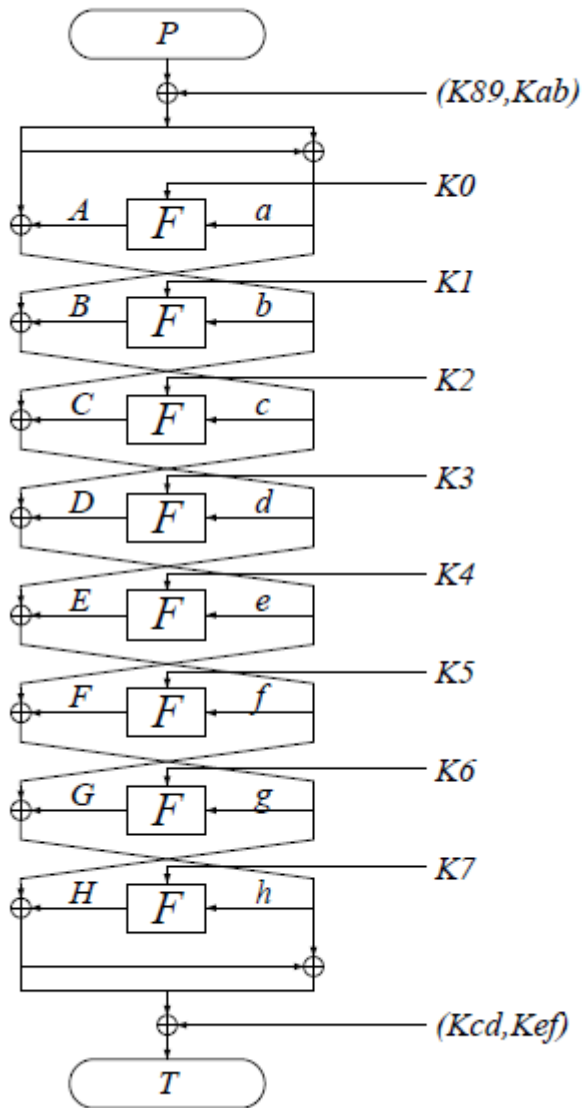 P
(K89,Kab)
K0
A F a
K1
B F b
K2
C F c
K3
D F d
K4
E F e
K5
F F f
K6
G F g
K7
H F h
(Kcd,Kef)
T